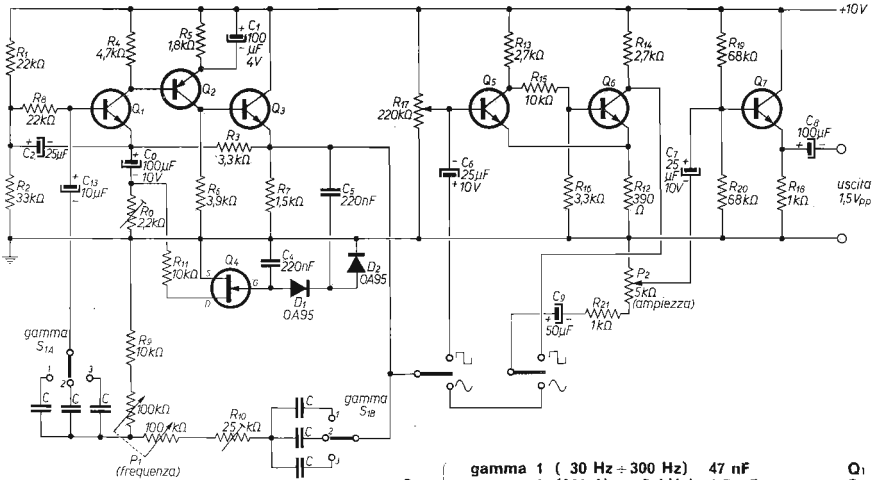 +10V
R1
22kΩ
R4
4,7kΩ
R5
1,8kΩ
C1
100
µF
4V
Q2
R8
22kΩ
Q1
Q3
C2
25µF
R3
3,3kΩ
R2
33kΩ
C13
10µF
100µF
10V
2,2kΩ
R6
3,9kΩ
R7
1,5kΩ
C5
220nF
R11
10kΩ
Q4
S
D
G
C4
220nF
D1
OA95
D2
OA95
R17
220kΩ
R13
2,7kΩ
Q5
R15
10kΩ
R14
2,7kΩ
Q6
C6
25µF
10V
R16
3,3kΩ
R12
390
Ω
C7
25
µF
10V
R19
68kΩ
Q7
R20
68kΩ
C8
100µF
R18
1kΩ
uscita
1,5Vpp
P2
5kΩ
(ampiezza)
C9
50µF
R21
1kΩ
gamma
S1A
1
2
3
C
C
C
R9
10kΩ
100kΩ
100kΩ
P1
(frequenza)
R10
25kΩ
C
C
C
1
2
3
gamma
S1B
gamma 1 ( 30 Hz ÷ 300 Hz) 47 nF
Q1